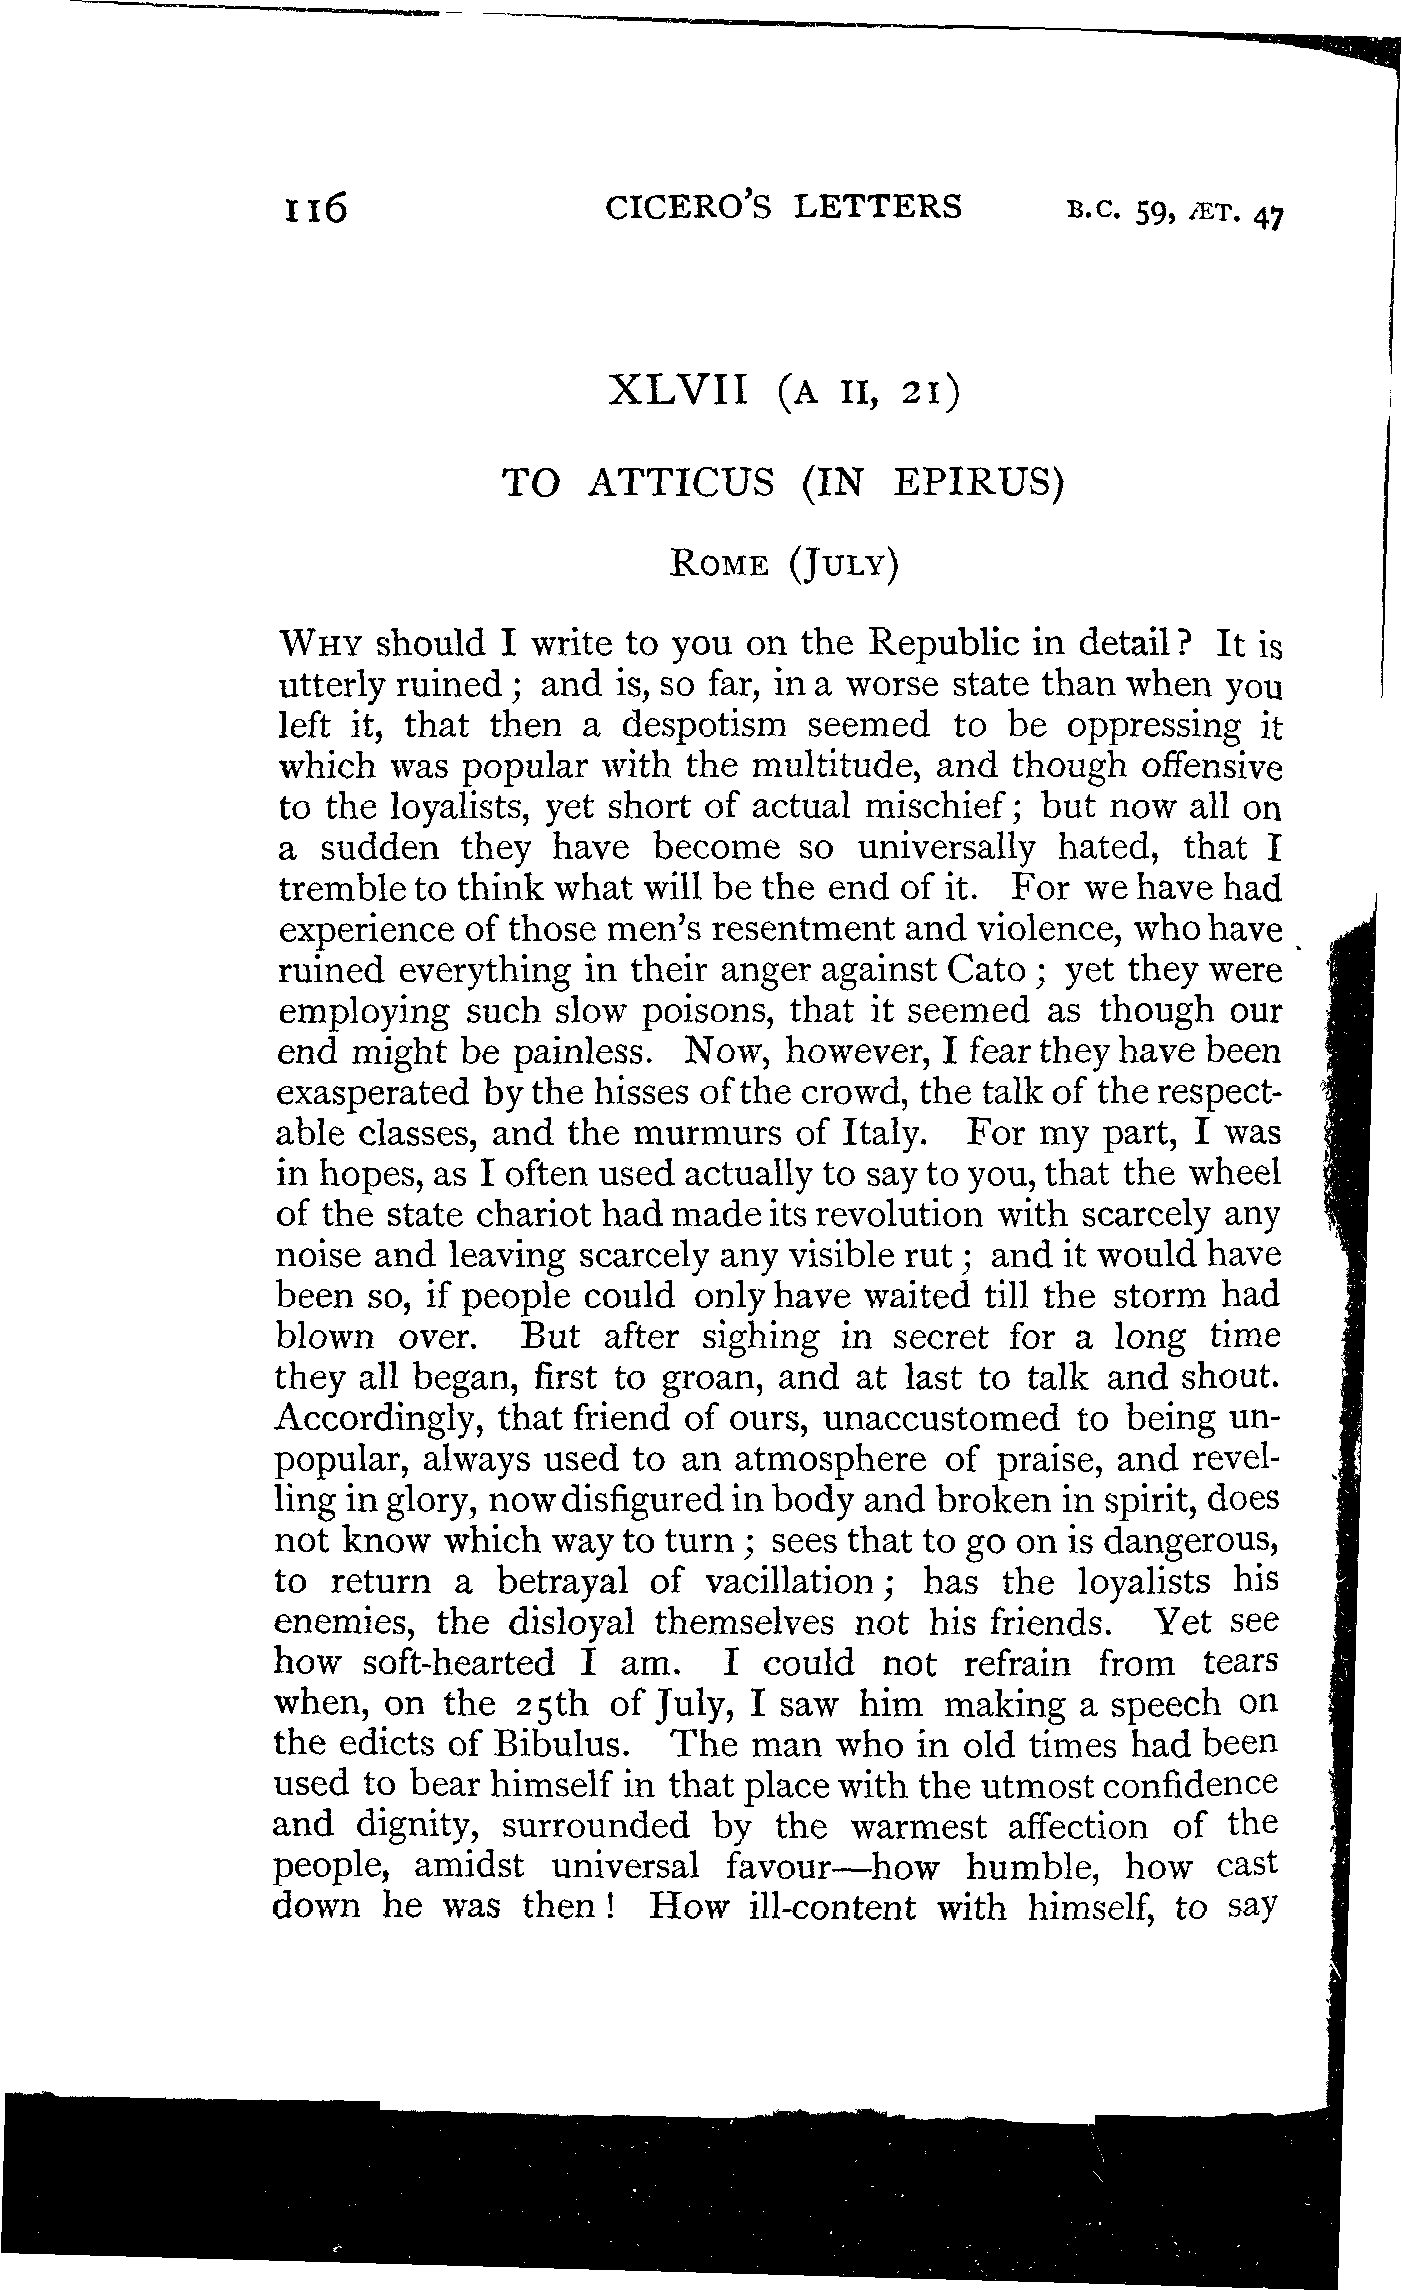 116 CICERO'S LETTERS B.C. 59, ÆT. 47
XLVII (A II, 21)
TO ATTICUS (IN EPIRUS)
ROME (JULY)
WHY should I write to you on the Republic in detail? It is
utterly ruined; and is, so far, in a worse state than when you
left it, that then a despotism seemed to be oppressing it
which was popular with the multitude, and though offensive
to the loyalists, yet short of actual mischief; but now all on
a sudden they have become so universally hated, that I
tremble to think what will be the end of it. For we have had
experience of those men's resentment and violence, who have
ruined everything in their anger against Cato; yet they were
employing such slow poisons, that it seemed as though our
end might be painless. Now, however, I fear they have been
exasperated by the hisses of the crowd, the talk of the respect-
able classes, and the murmurs of Italy. For my part, I was
in hopes, as I often used actually to say to you, that the wheel
of the state chariot had made its revolution with scarcely any
noise and leaving scarcely any visible rut; and it would have
been so, if people could only have waited till the storm had
blown over. But after sighing in secret for a long time
they all began, first to groan, and at last to talk and shout.
Accordingly, that friend of ours, unaccustomed to being un-
popular, always used to an atmosphere of praise, and revel-
ling in glory, now disfigured in body and broken in spirit, does
not know which way to turn; sees that to go on is dangerous,
to return a betrayal of vacillation; has the loyalists his
enemies, the disloyal themselves not his friends. Yet see
how soft-hearted I am. I could not refrain from tears
when, on the 25th of July, I saw him making a speech on
the edicts of Bibulus. The man who in old times had been
used to bear himself in that place with the utmost confidence
and dignity, surrounded by the warmest affection of the
people, amidst universal favour—how humble, how cast
down he was then! How ill-content with himself, to say